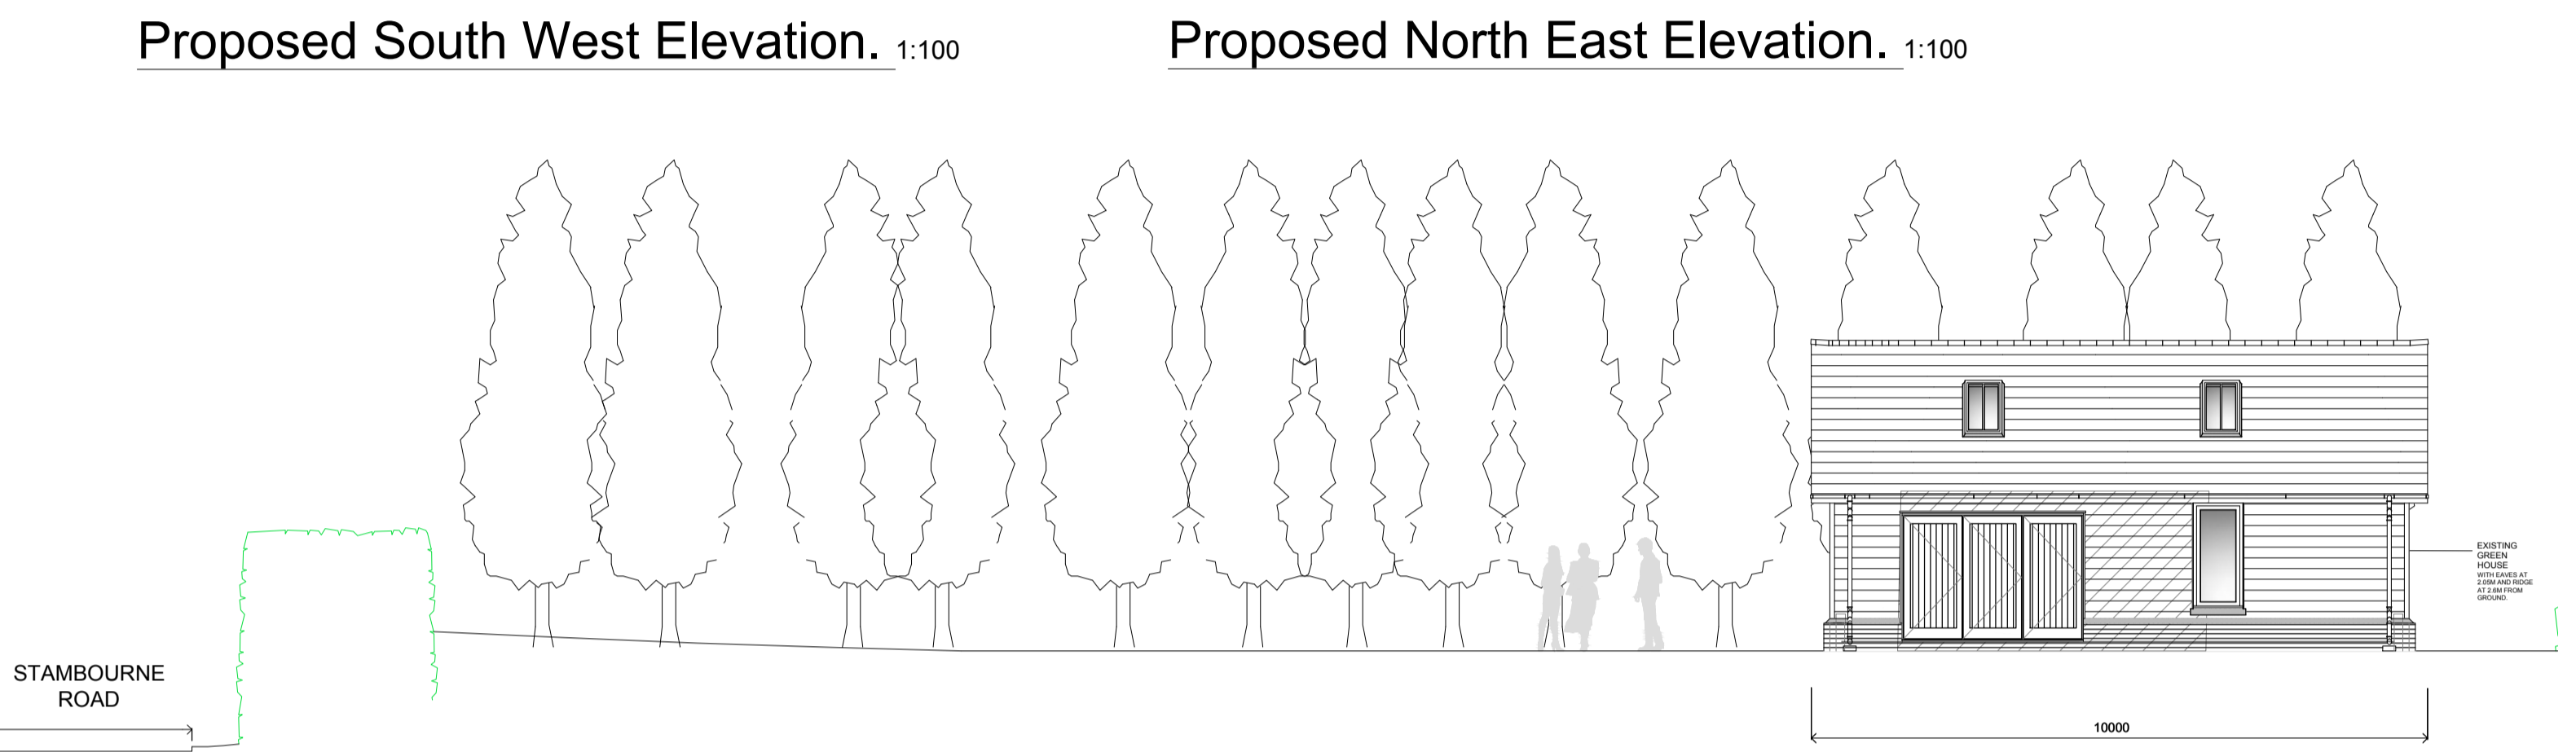 Proposed South West Elevation. 1:100
Proposed North East Elevation. 1:100
EXISTING
GREEN
HOUSE
WITH EAVES AT
2.05M AND RIDGE
AT 2.6M FROM
GROUND.
STAMBOURNE
ROAD
10000